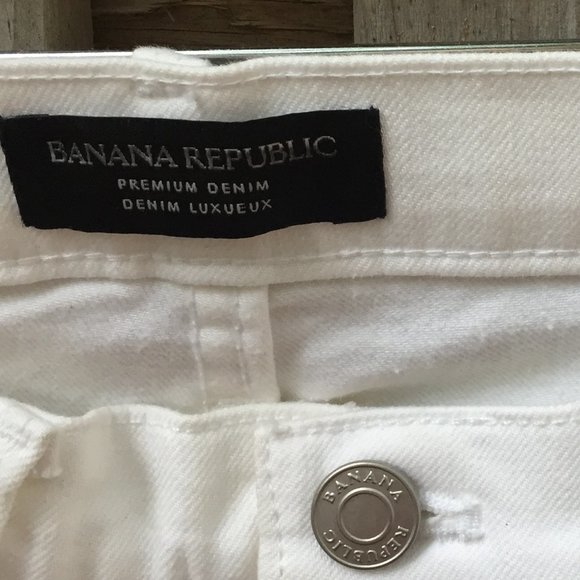 BANANA REPUBLIC
PREMIUM DENIM
DENIM LUXUEUX
BANANA
REPUBLIC